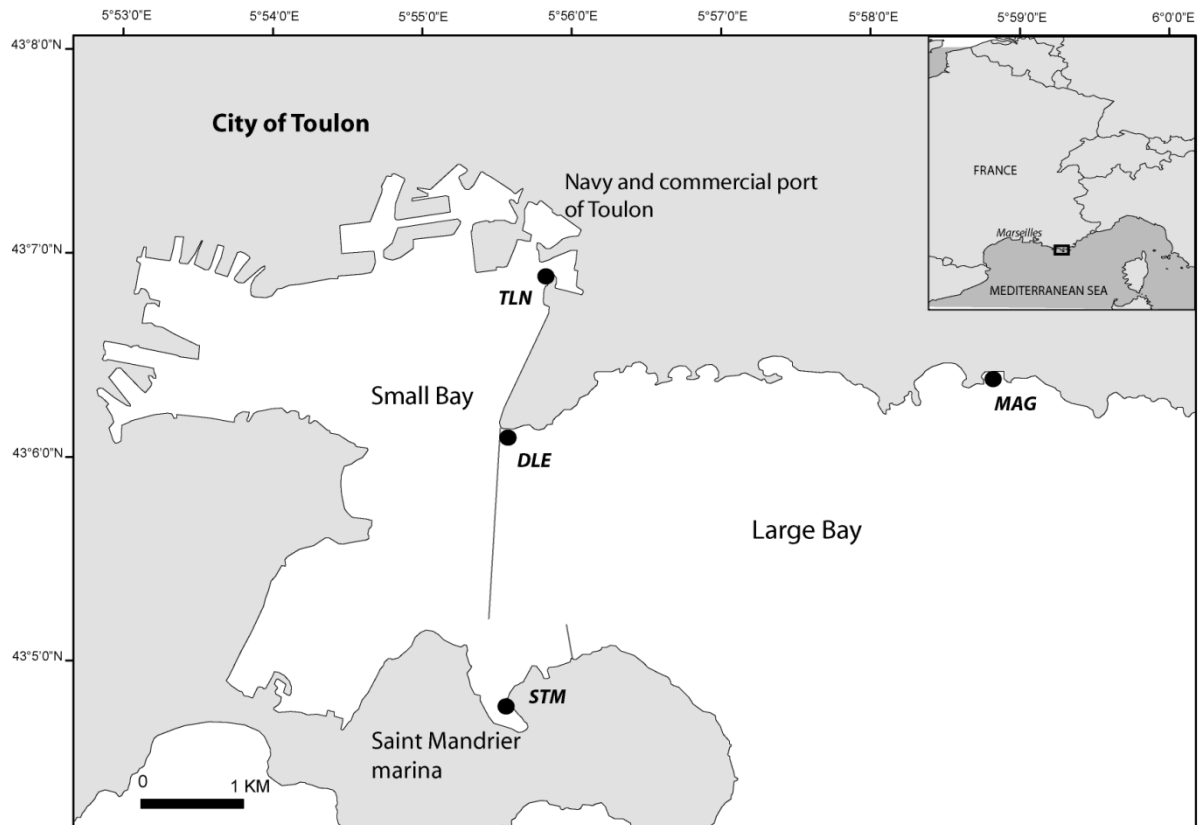 5°53'0"E 5°54'0"E 5°55'0"E 5°56'0"E 5°57'0"E 5°58'0"E 5°59'0"E 6°0'0"E
43°8'0"N
City of Toulon
Navy and commercial port
of Toulon
FRANCE
Marseilles
MEDITERRANEAN SEA
43°7'0"N
TLN
Small Bay
MAG
43°6'0"N
DLE
Large Bay
43°5'0"N
STM
Saint Mandrier
marina
0 1 KM